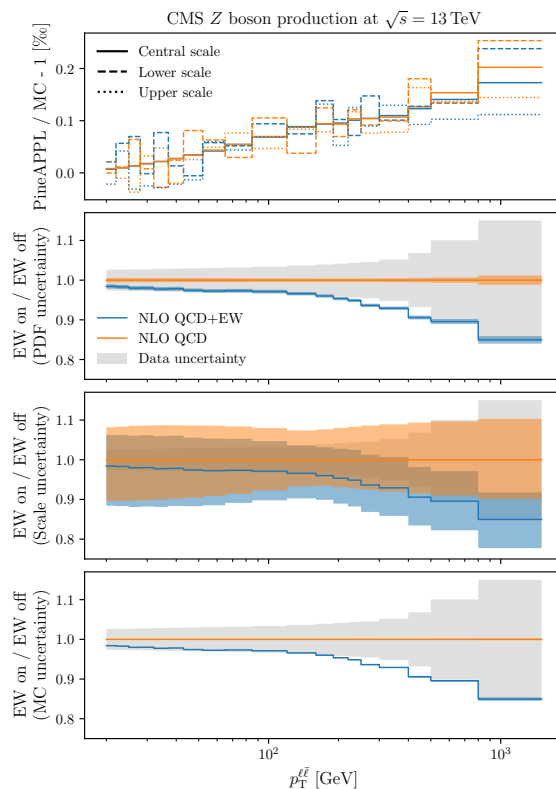 CMS Z boson production at √s = 13 TeV
PineAPPL / MC - 1 [‰]
0.2
0.1
0.0
Central scale
Lower scale
Upper scale
EW on / EW off
(PDF uncertainty)
1.1
1.0
0.9
0.8
NLO QCD+EW
NLO QCD
Data uncertainty
EW on / EW off
(Scale uncertainty)
1.1
1.0
0.9
0.8
EW on / EW off
(MC uncertainty)
1.1
1.0
0.9
0.8
10²
10³
p_T^{ℓℓ̄} [GeV]